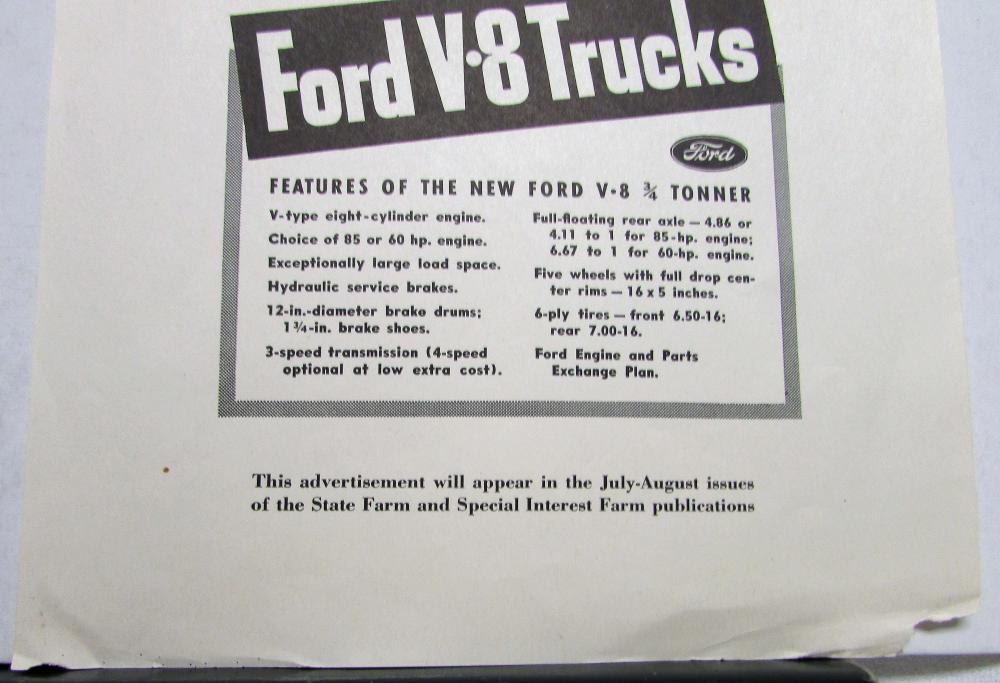 Ford V·8 Trucks
Ford
FEATURES OF THE NEW FORD V·8 ¾ TONNER
V-type eight-cylinder engine.
Choice of 85 or 60 hp. engine.
Exceptionally large load space.
Hydraulic service brakes.
12-in.-diameter brake drums;
1¾-in. brake shoes.
3-speed transmission (4-speed
optional at low extra cost).
Full-floating rear axle — 4.86 or
4.11 to 1 for 85-hp. engine;
6.67 to 1 for 60-hp. engine.
Five wheels with full drop cen-
ter rims — 16 x 5 inches.
6-ply tires — front 6.50-16;
rear 7.00-16.
Ford Engine and Parts
Exchange Plan.
This advertisement will appear in the July-August issues
of the State Farm and Special Interest Farm publications